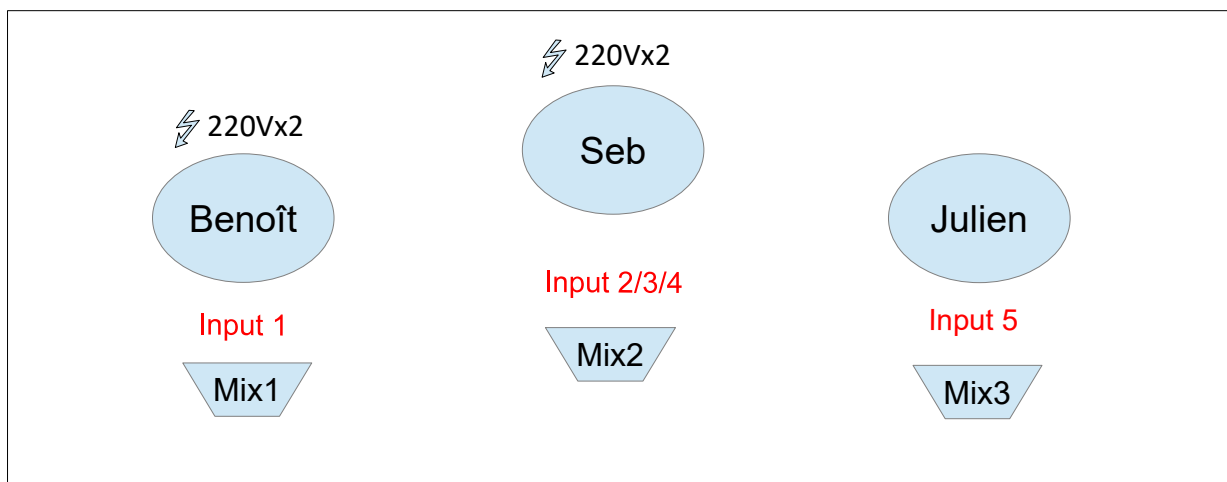 220Vx2
220Vx2
Seb
Benoît
Julien
Input 2/3/4
Input 1
Input 5
Mix2
Mix1
Mix3